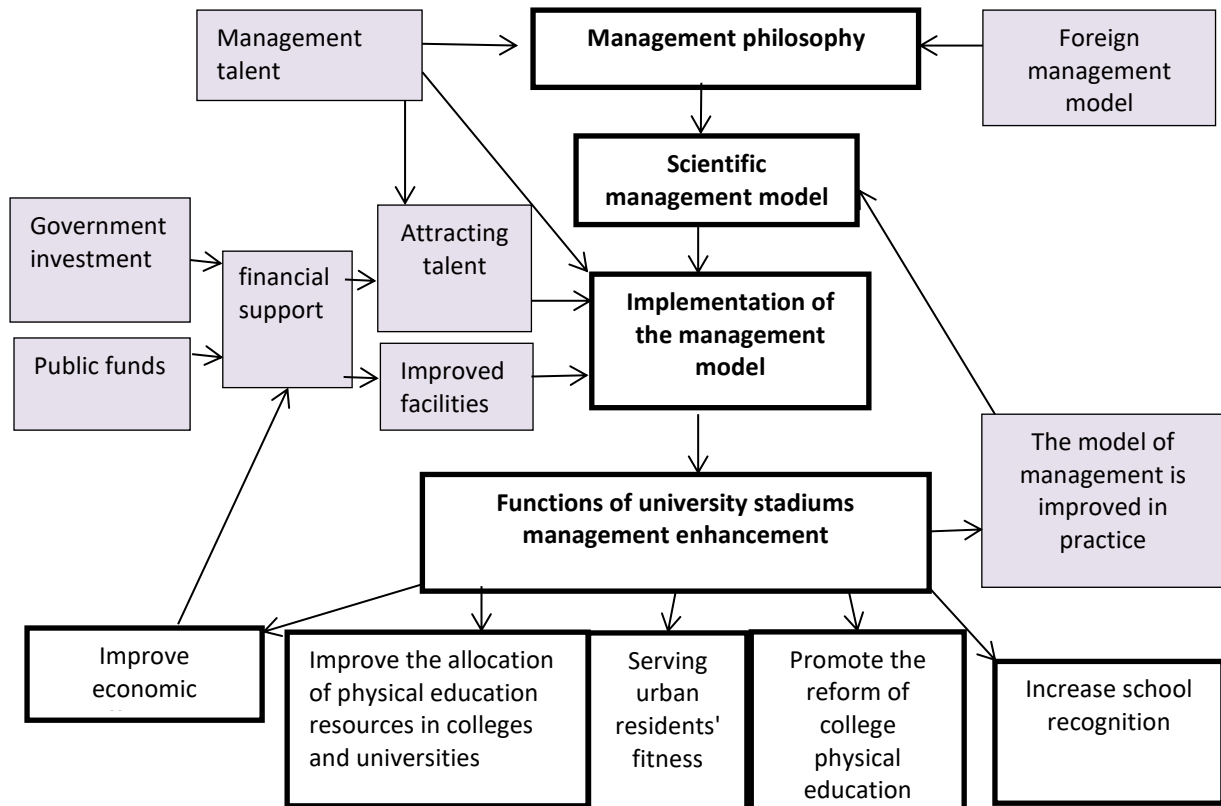 Management
talent
Management philosophy
Foreign
management
model
Scientific
management model
Government
investment
financial
support
Attracting
talent
Implementation of
the management
model
Public funds
Improved
facilities
The model of
management is
improved in
practice
Functions of university stadiums
management enhancement
Improve
economic
Improve the allocation
of physical education
resources in colleges
and universities
Serving
urban
residents'
fitness
Promote the
reform of
college
physical
education
Increase school
recognition